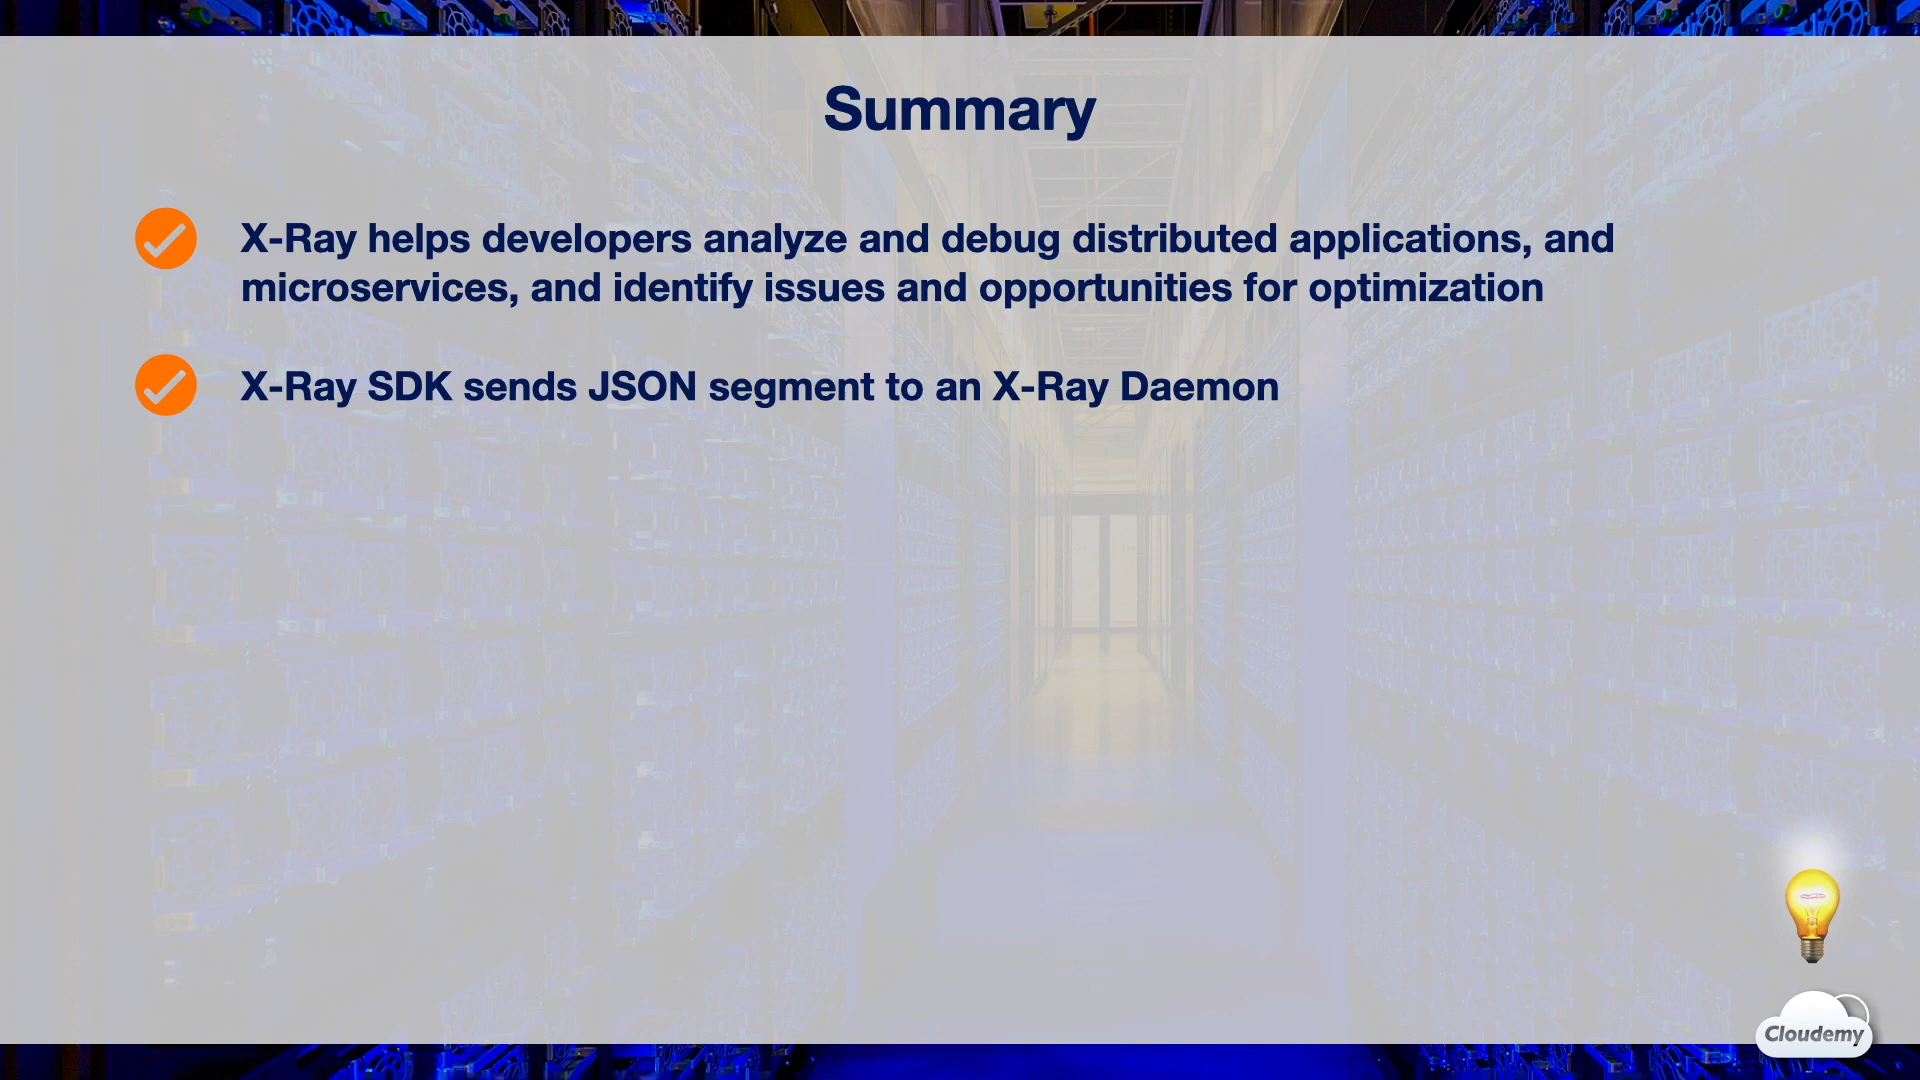 Summary
X-Ray helps developers analyze and debug distributed applications, and
microservices, and identify issues and opportunities for optimization
X-Ray SDK sends JSON segment to an X-Ray Daemon
Cloudemy